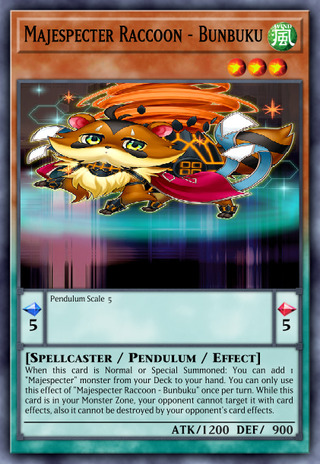 Majespecter Raccoon - Bunbuku
WIND
風
Pendulum Scale 5
5
5
[Spellcaster / Pendulum / Effect]
When this card is Normal or Special Summoned: You can add 1
"Majespecter" monster from your Deck to your hand. You can only use
this effect of "Majespecter Raccoon - Bunbuku" once per turn. While this
card is in your Monster Zone, your opponent cannot target it with card
effects, also it cannot be destroyed by your opponent's card effects.
ATK/1200 DEF/ 900